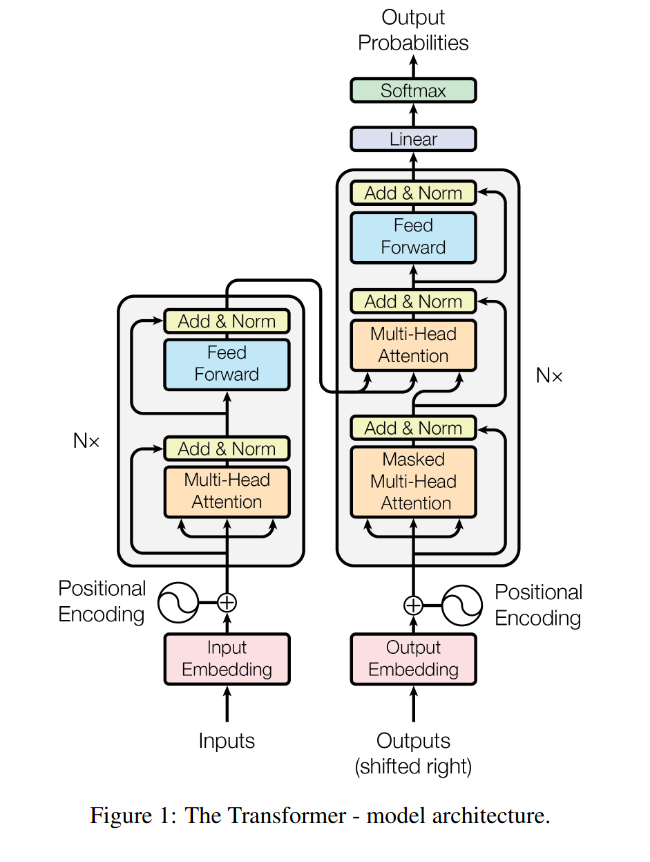 Output
Probabilities
Softmax
Linear
Add & Norm
Feed
Forward
Add & Norm
Multi-Head
Attention
Add & Norm
Masked
Multi-Head
Attention
N×
Add & Norm
Feed
Forward
Add & Norm
Multi-Head
Attention
N×
Positional
Encoding
Positional
Encoding
Input
Embedding
Output
Embedding
Inputs
Outputs
(shifted right)
Figure 1: The Transformer - model architecture.